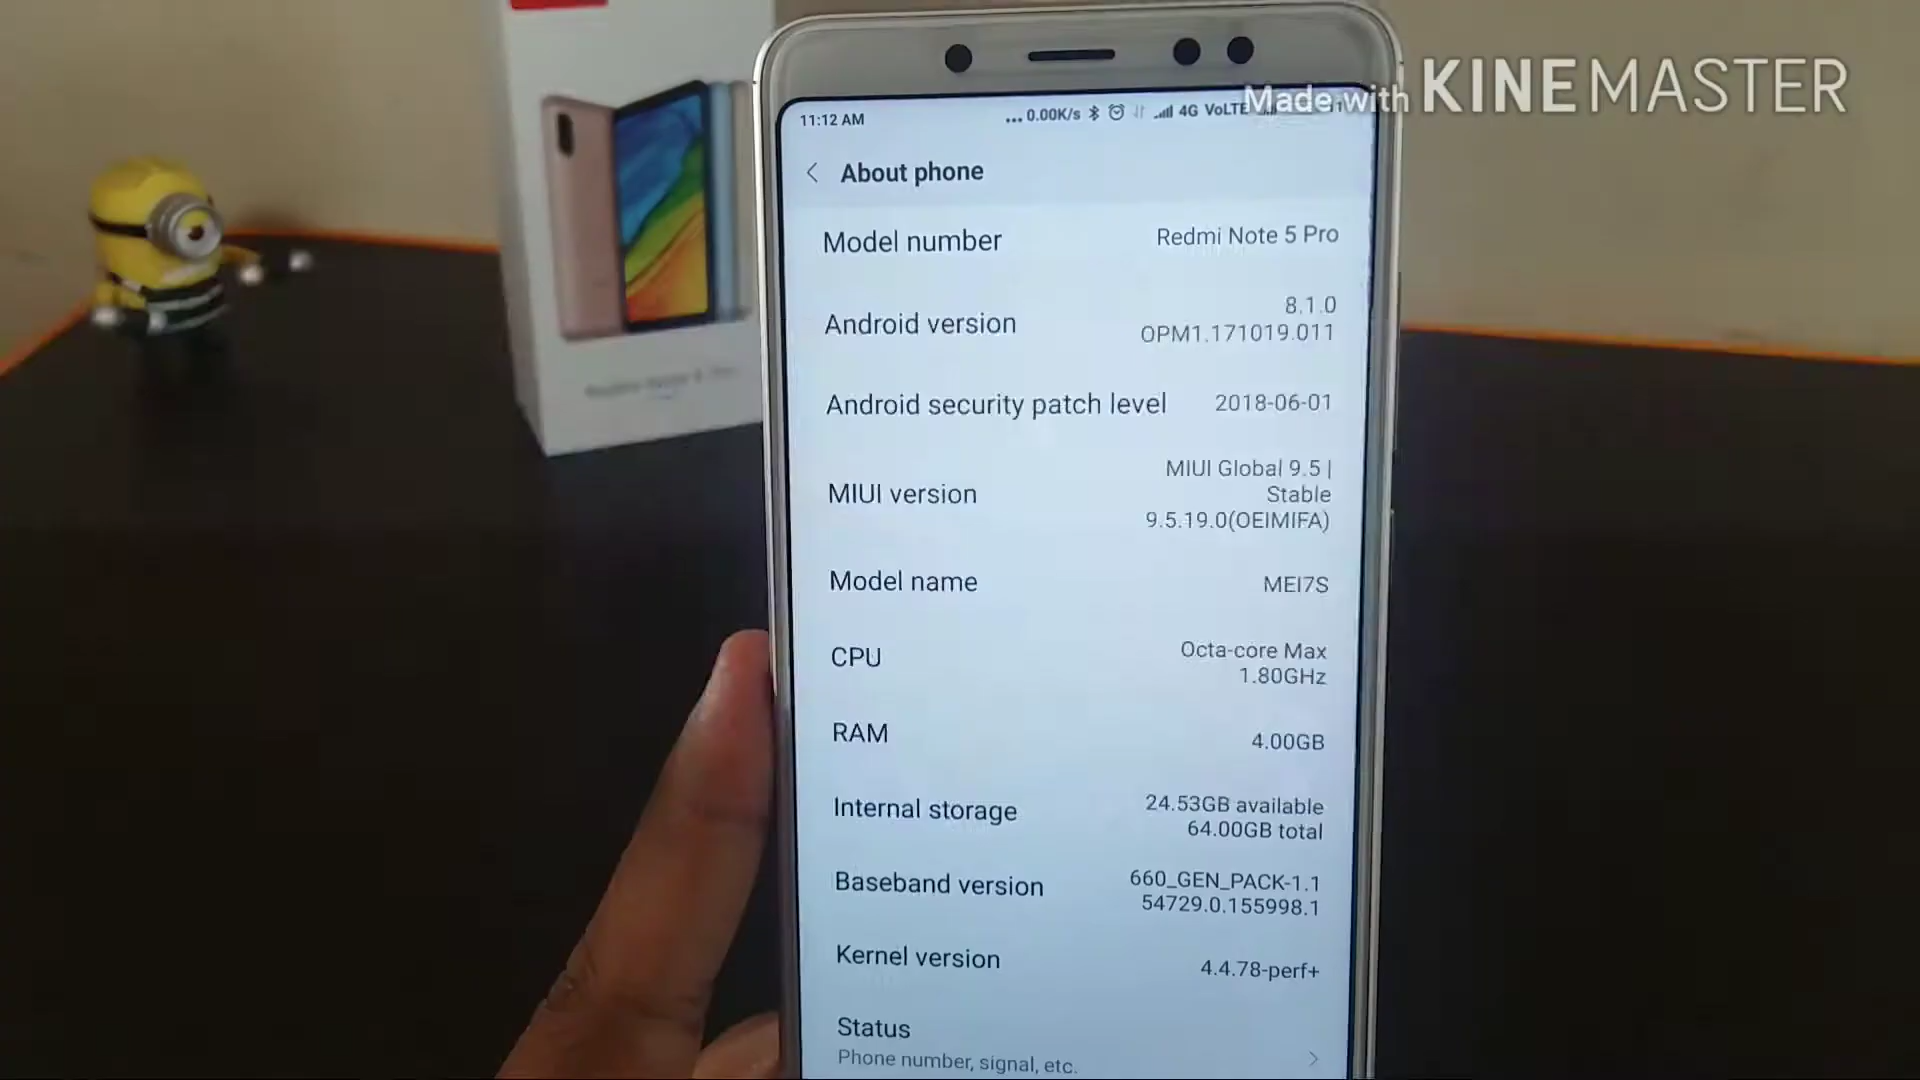 Made with KINEMASTER
11:12 AM
... 0.00K/s 4G VoLTE
About phone
Model number Redmi Note 5 Pro
Android version 8.1.0
OPM1.171019.011
Android security patch level 2018-06-01
MIUI version MIUI Global 9.5 |
Stable
9.5.19.0(OEIMIFA)
Model name MEI7S
CPU Octa-core Max
1.80GHz
RAM 4.00GB
Internal storage 24.53GB available
64.00GB total
Baseband version 660_GEN_PACK-1.1
54729.0.155998.1
Kernel version 4.4.78-perf+
Status
Phone number, signal, etc.